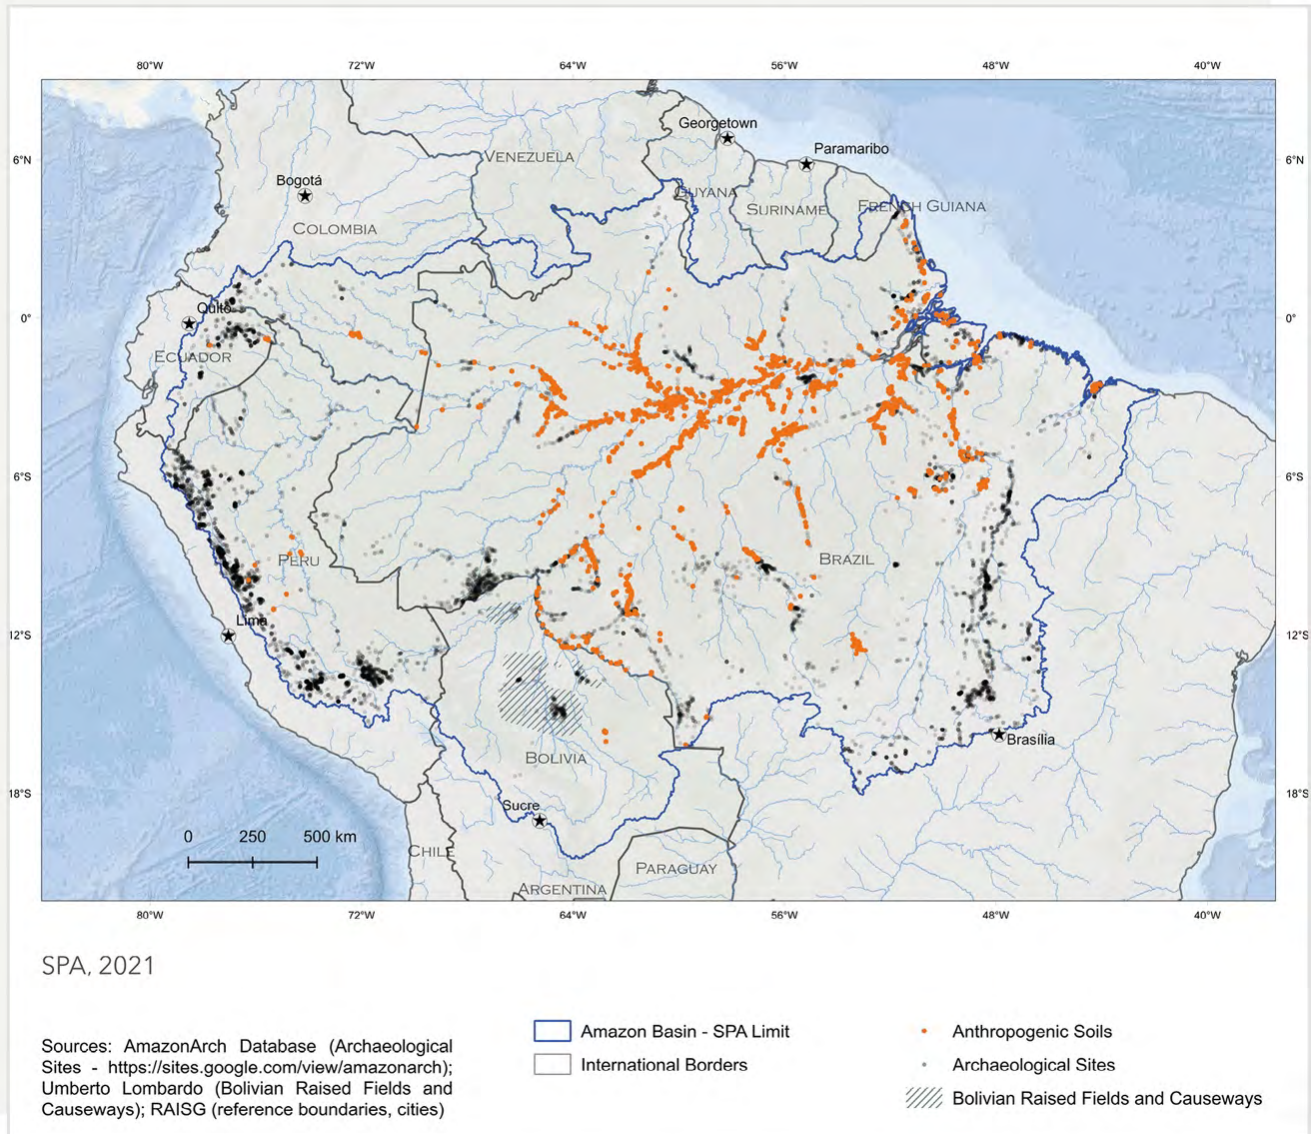 80°W 72°W 64°W 56°W 48°W 40°W
Georgetown
Paramaribo
6°N 6°N
VENEZUELA
Bogotá
GUYANA
SURINAME
FRENCH GUIANA
COLOMBIA
Quito
0° 0°
ECUADOR
6°S 6°S
PERU
BRAZIL
Lima
12°S 12°S
Brasília
BOLIVIA
18°S 18°S
Sucre
0 250 500 km
CHILE
PARAGUAY
ARGENTINA
80°W 72°W 64°W 56°W 48°W 40°W
SPA, 2021
Sources: AmazonArch Database (Archaeological
Sites - https://sites.google.com/view/amazonarch);
Umberto Lombardo (Bolivian Raised Fields and
Causeways); RAISG (reference boundaries, cities)
Amazon Basin - SPA Limit
International Borders
Anthropogenic Soils
Archaeological Sites
Bolivian Raised Fields and Causeways